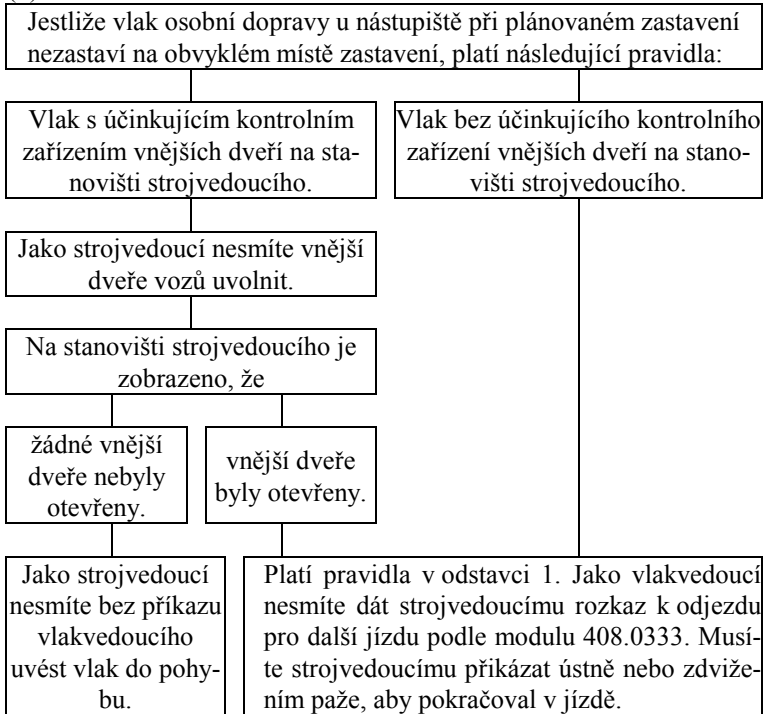 Jestliže vlak osobní dopravy u nástupiště při plánovaném zastavení
nezastaví na obvyklém místě zastavení, platí následující pravidla:
Vlak s účinkujícím kontrolním
zařízením vnějších dveří na sta-
novišti strojvedoucího.
Vlak bez účinkujícího kontrolního
zařízení vnějších dveří na stano-
višti strojvedoucího.
Jako strojvedoucí nesmíte vnější
dveře vozů uvolnit.
Na stanovišti strojvedoucího je
zobrazeno, že
žádné vnější
dveře nebyly
otevřeny.
vnější dveře
byly otevřeny.
Jako strojvedoucí
nesmíte bez příkazu
vlakvedoucího
uvést vlak do pohy-
bu.
Platí pravidla v odstavci 1. Jako vlakvedoucí
nesmíte dát strojvedoucímu rozkaz k odjezdu
pro další jízdu podle modulu 408.0333. Musí-
te strojvedoucímu přikázat ústně nebo zdviže-
ním paže, aby pokračoval v jízdě.